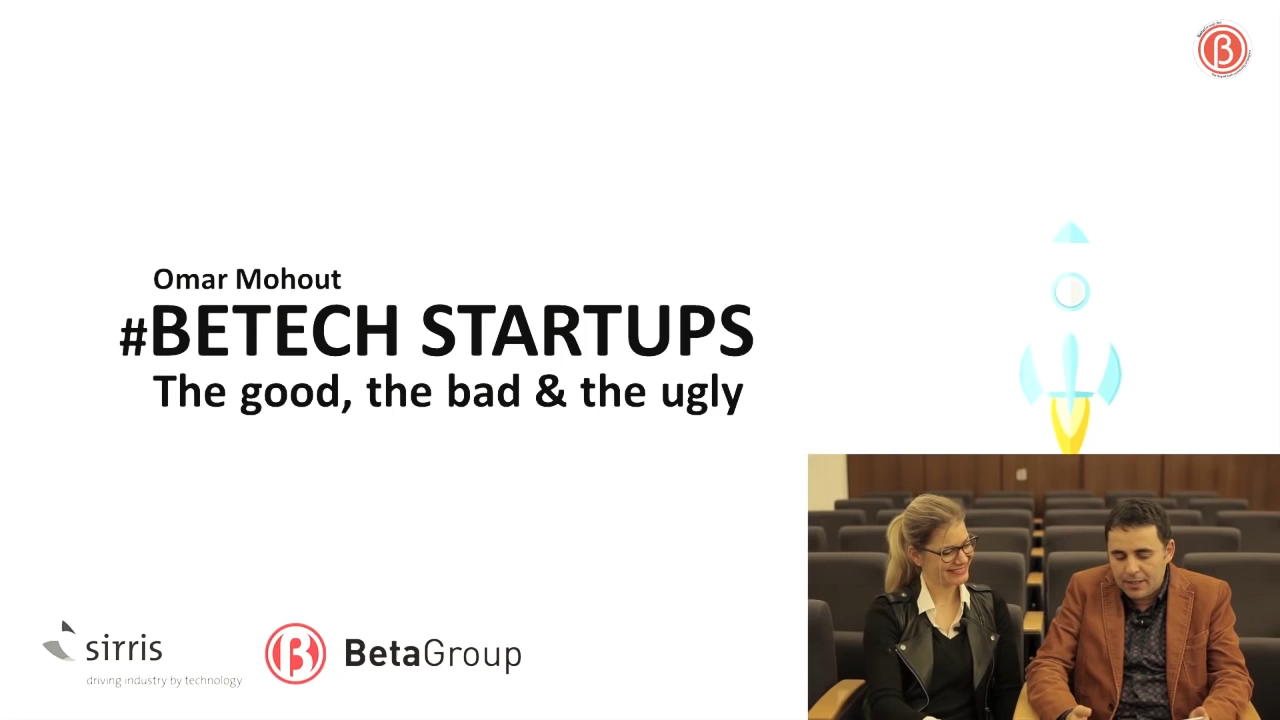 Omar Mohout
#BETECH STARTUPS
The good, the bad & the ugly
sirris
driving industry by technology
β BetaGroup
β